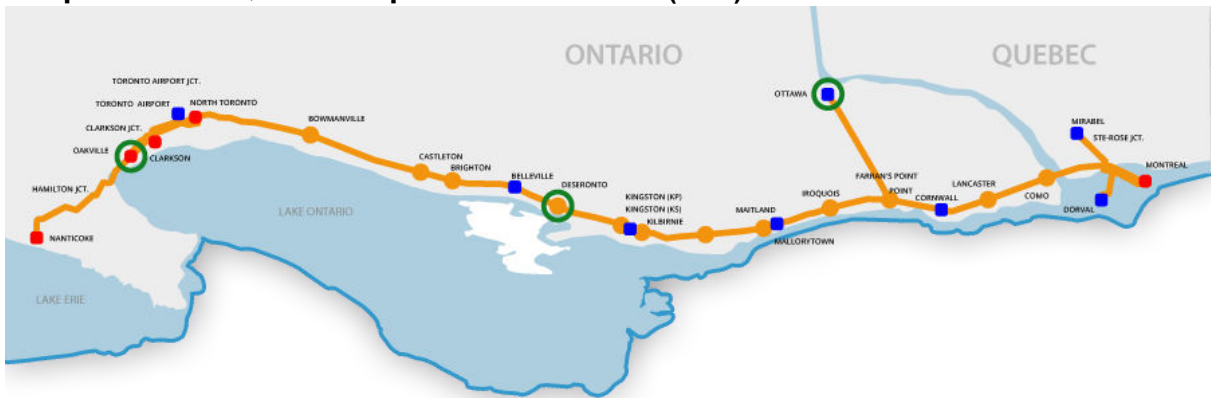 ONTARIO
QUEBEC
TORONTO AIRPORT JCT.
TORONTO AIRPORT
NORTH TORONTO
OTTAWA
CLARKSON JCT.
BOWMANVILLE
MIRABEL
STE-ROSE JCT.
OAKVILLE
CLARKSON
CASTLETON
BRIGHTON
MONTREAL
HAMILTON JCT.
BELLEVILLE
DESERONTO
FARRAN'S POINT
POINT
LANCASTER
IROQUOIS
CORNWALL
COMO
KINGSTON (KP)
KINGSTON (KS)
KILBIRNIE
MAITLAND
DORVAL
LAKE ONTARIO
NANTICOKE
MALLORYTOWN
LAKE ERIE